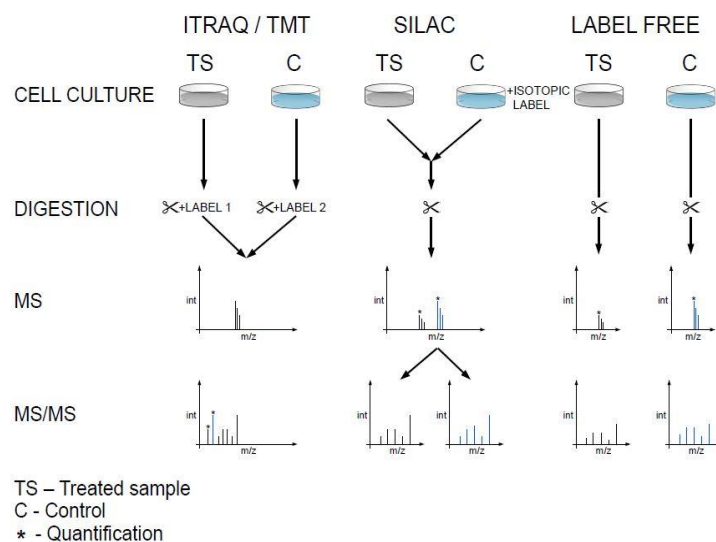 ITRAQ / TMT SILAC LABEL FREE
TS C TS C TS C
CELL CULTURE
+ISOTOPIC
LABEL
DIGESTION +LABEL 1 +LABEL 2
MS
int int int int
* * * *
m/z m/z m/z m/z
MS/MS
int int int int int
* *
m/z m/z m/z m/z m/z
TS – Treated sample
C - Control
* - Quantification